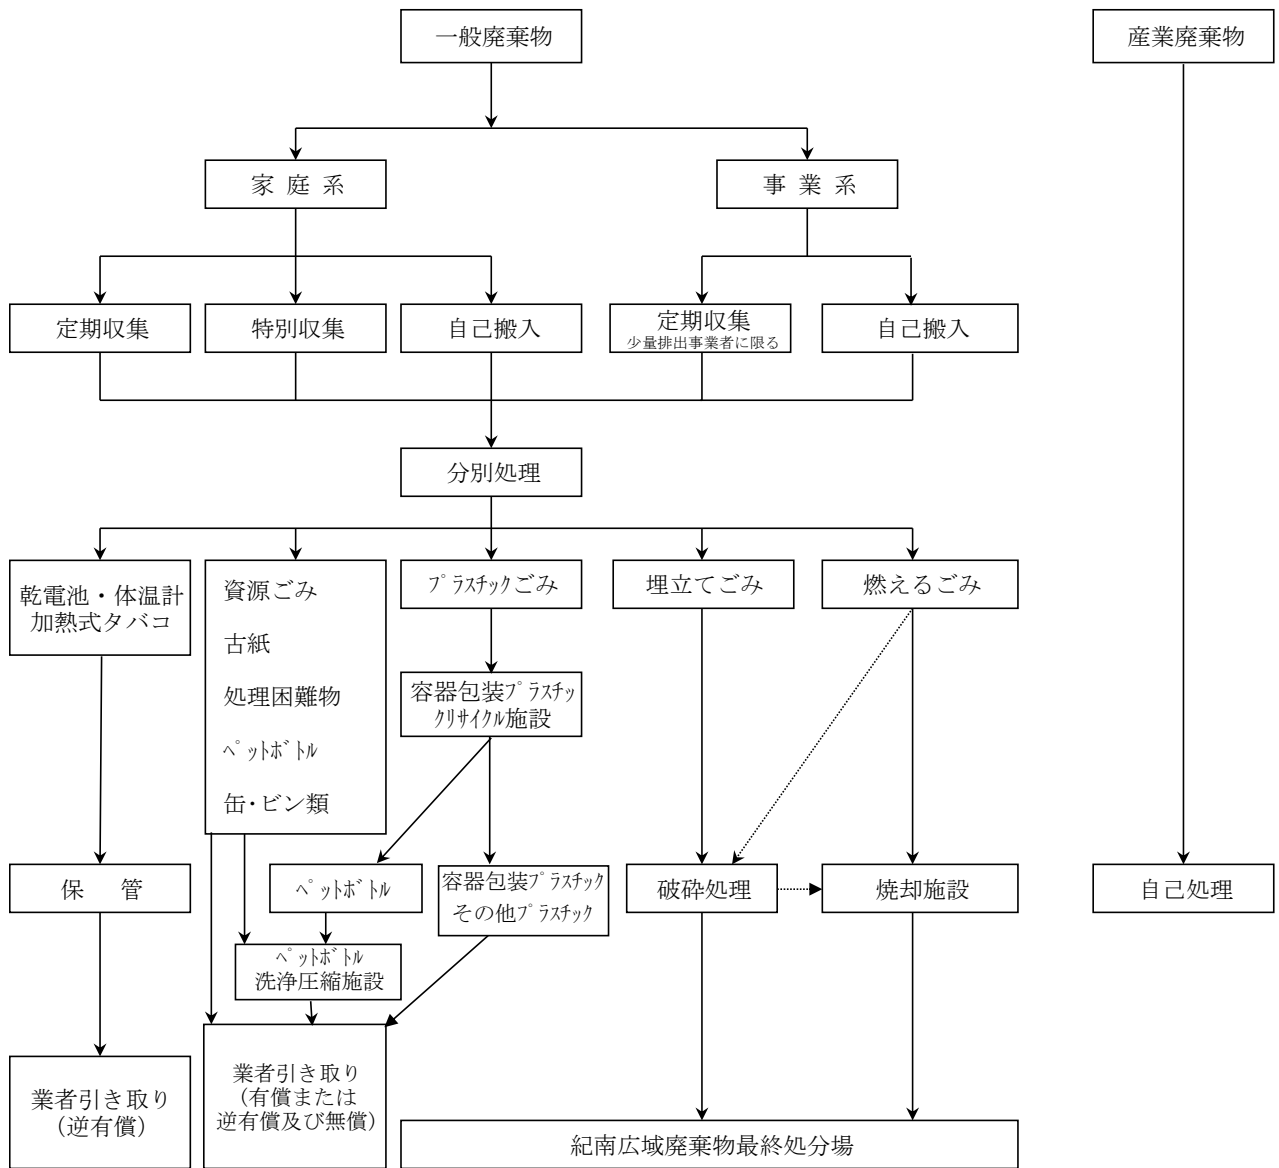 一般廃棄物
産業廃棄物
家 庭 系
事 業 系
定期収集
特別収集
自己搬入
定期収集
少量排出事業者に限る
自己搬入
分別処理
乾電池・体温計
加熱式タバコ
資源ごみ
古紙
処理困難物
ﾍﾟｯﾄﾎﾞﾄﾙ
缶･ビン類
ﾌﾟﾗｽﾁｯｸごみ
埋立てごみ
燃えるごみ
容器包装ﾌﾟﾗｽﾁｯ
ｸﾘｻｲｸﾙ施設
保　管
ﾍﾟｯﾄﾎﾞﾄﾙ
容器包装ﾌﾟﾗｽﾁｯｸ
その他ﾌﾟﾗｽﾁｯｸ
破砕処理
焼却施設
自己処理
ﾍﾟｯﾄﾎﾞﾄﾙ
洗浄圧縮施設
業者引き取り
（逆有償）
業者引き取り
（有償または
逆有償及び無償）
紀南広域廃棄物最終処分場